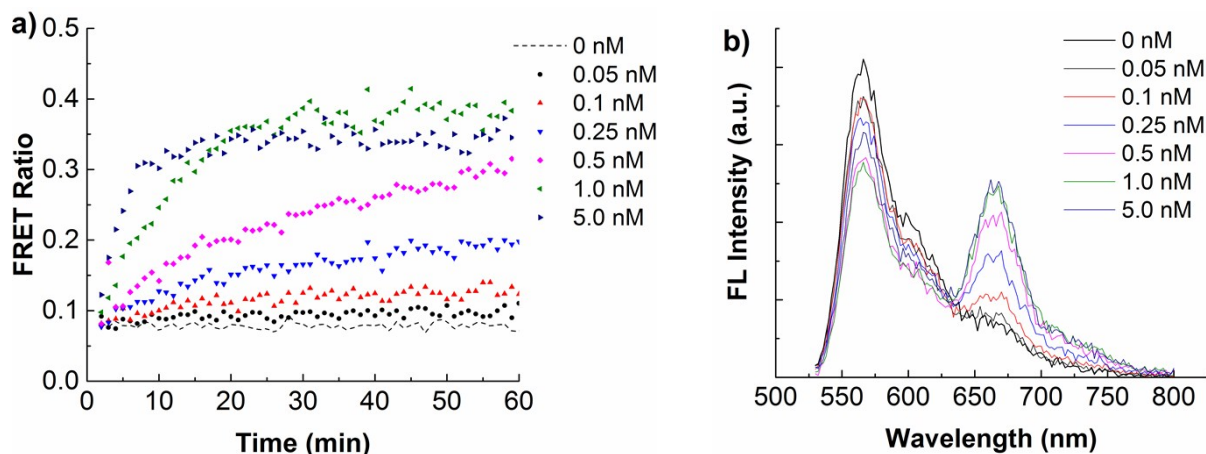 a)
FRET Ratio
0.5
0.4
0.3
0.2
0.1
0.0
0 10 20 30 40 50 60
Time (min)
0 nM
0.05 nM
0.1 nM
0.25 nM
0.5 nM
1.0 nM
5.0 nM
b)
FL Intensity (a.u.)
500 550 600 650 700 750 800
Wavelength (nm)
0 nM
0.05 nM
0.1 nM
0.25 nM
0.5 nM
1.0 nM
5.0 nM